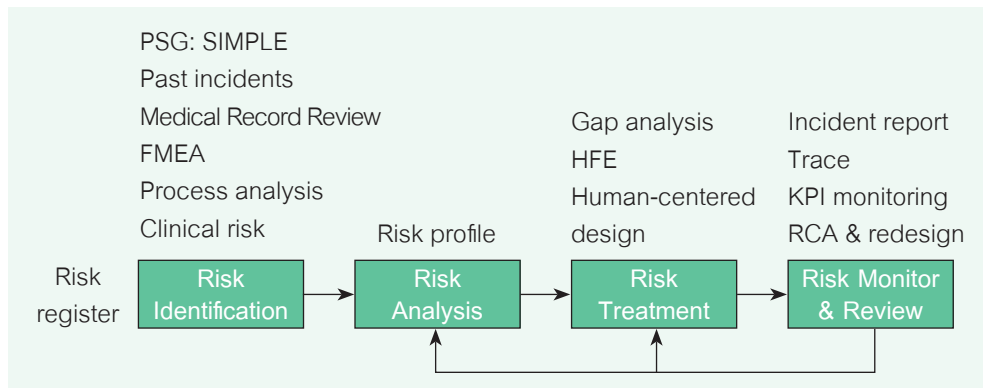 PSG: SIMPLE
Past incidents
Medical Record Review
FMEA
Process analysis
Clinical risk
Risk profile
Gap analysis
HFE
Human-centered
design
Incident report
Trace
KPI monitoring
RCA & redesign
Risk
register
Risk
Identification
Risk
Analysis
Risk
Treatment
Risk Monitor
& Review